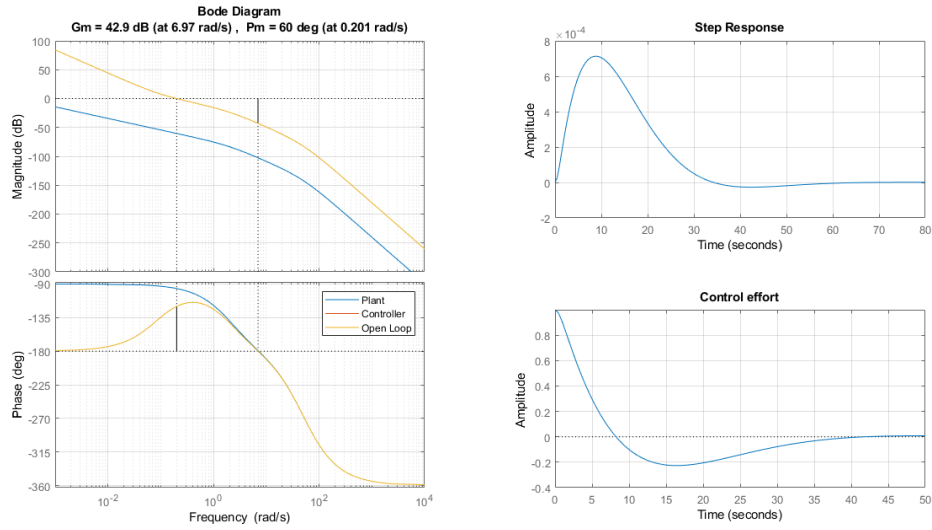 Bode Diagram
Gm = 42.9 dB (at 6.97 rad/s) , Pm = 60 deg (at 0.201 rad/s)
100
50
0
-50
-100
-150
-200
-250
-300
Magnitude (dB)
-90
-135
-180
-225
-270
-315
-360
Phase (deg)
Plant
Controller
Open Loop
10^-2
10^0
10^2
10^4
Frequency (rad/s)
Step Response
× 10^-4
8
6
4
2
0
-2
Amplitude
0 10 20 30 40 50 60 70 80
Time (seconds)
Control effort
0.8
0.6
0.4
0.2
0
-0.2
-0.4
Amplitude
0 5 10 15 20 25 30 35 40 45 50
Time (seconds)